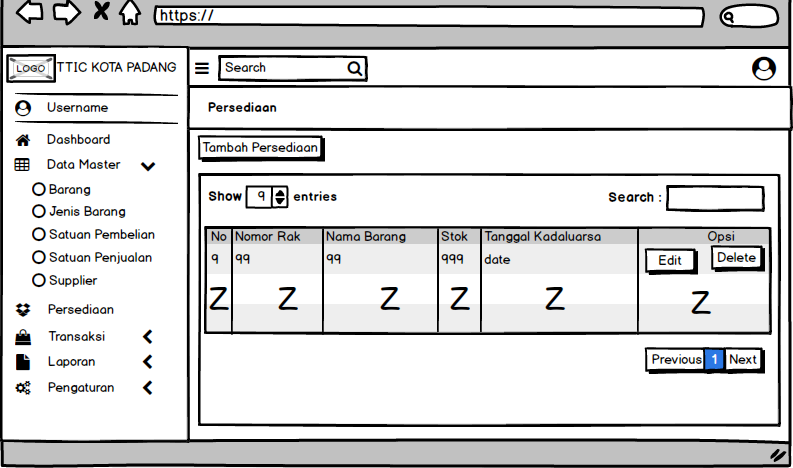 https://
LOGO TTIC KOTA PADANG
Search
Username
Persediaan
Dashboard
Data Master
Barang
Jenis Barang
Satuan Pembelian
Satuan Penjualan
Supplier
Persediaan
Transaksi
Laporan
Pengaturan
Tambah Persediaan
Show 9 entries
Search :
No Nomor Rak Nama Barang Stok Tanggal Kadaluarsa Opsi
9 99 99 999 date Edit Delete
Z Z Z Z Z Z
Previous 1 Next